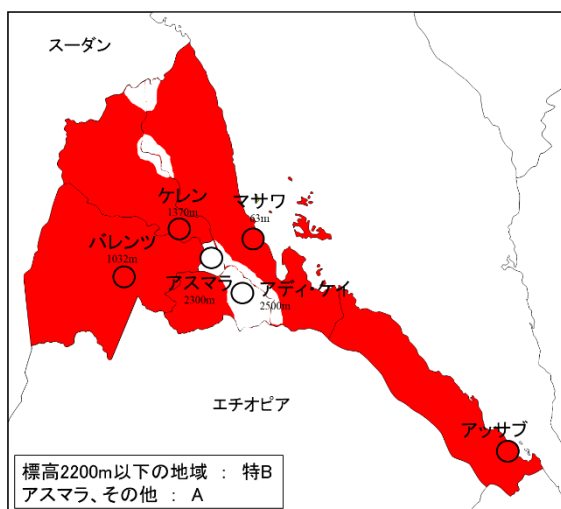 スーダン
ケレン
1370m
マサワ
63m
バレンツ
1032m
アスマラ
2300m
アディ・ケイ
2500m
エチオピア
アッサブ
標高2200m以下の地域 : 特B
アスマラ、その他 : A